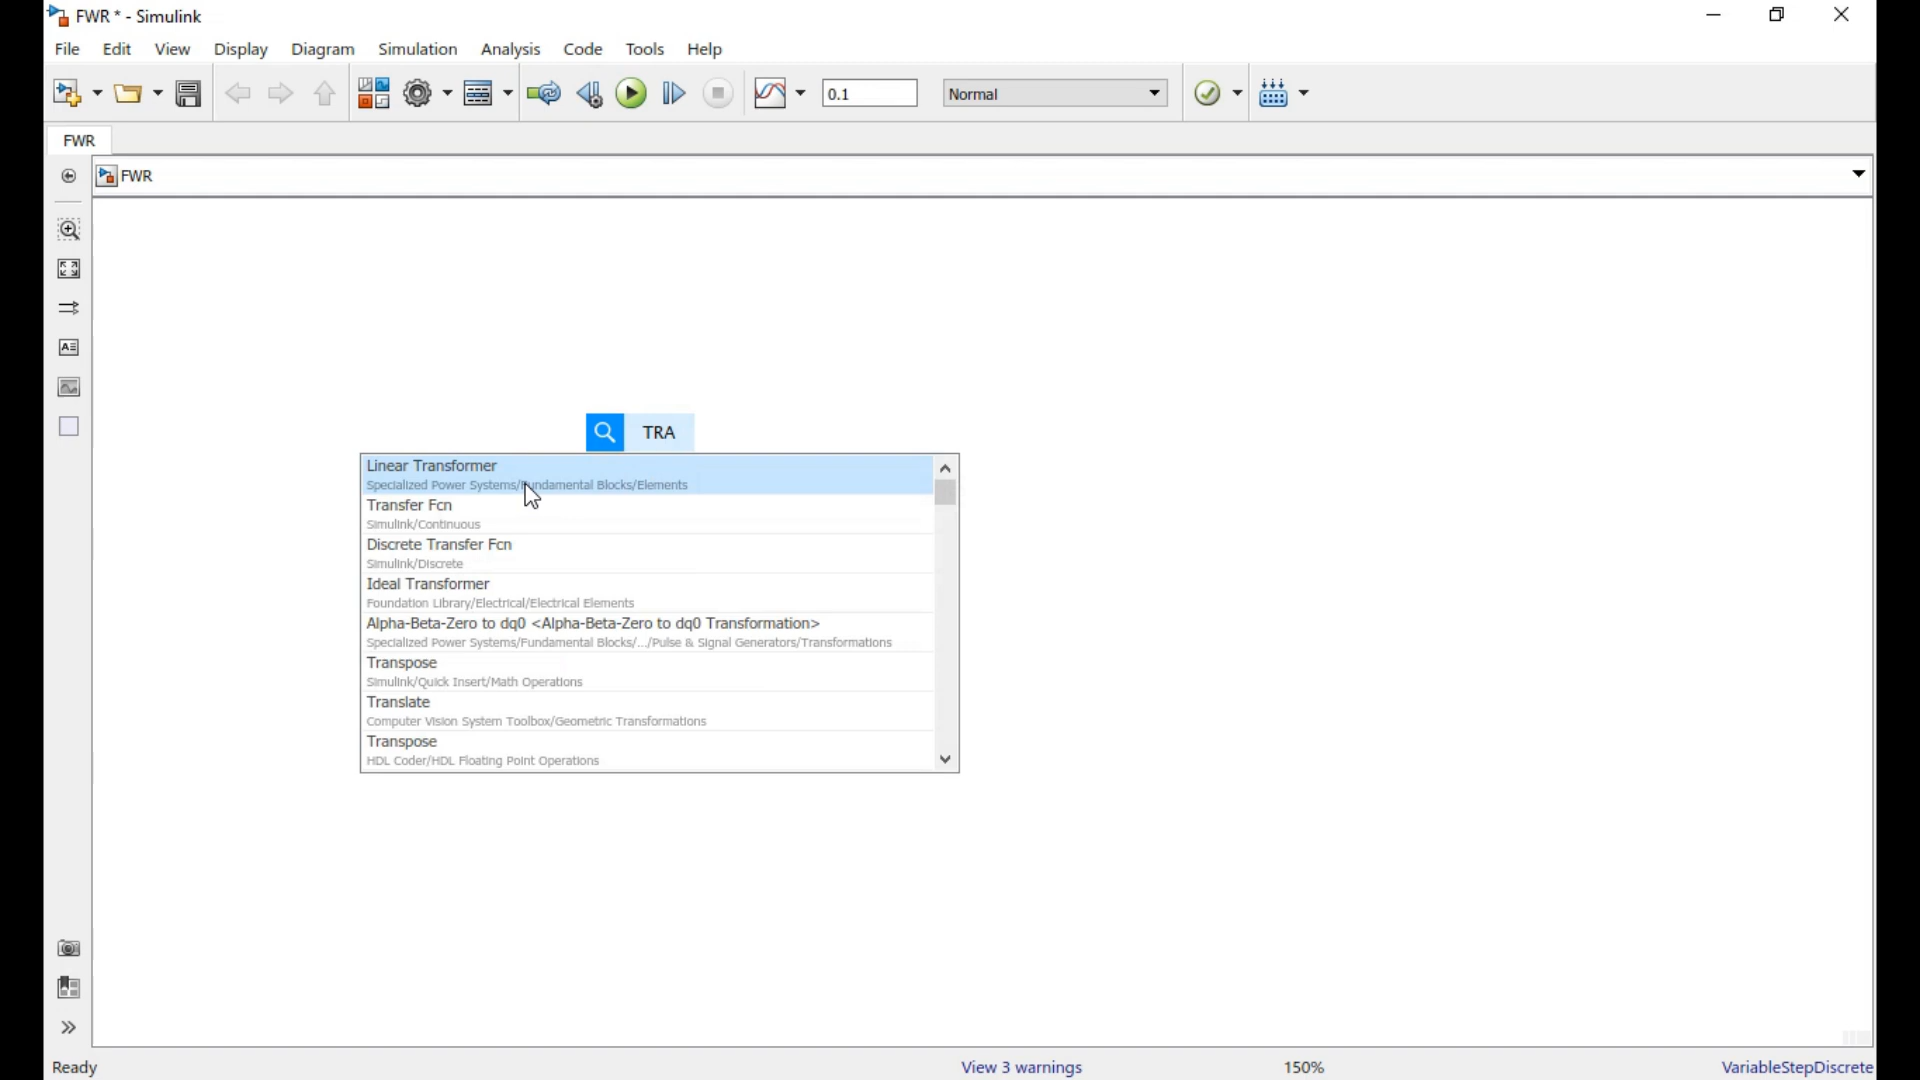 FWR * - Simulink
File Edit View Display Diagram Simulation Analysis Code Tools Help
0.1 Normal
FWR
FWR
TRA
Linear Transformer
Specialized Power Systems/Fundamental Blocks/Elements
Transfer Fcn
Simulink/Continuous
Discrete Transfer Fcn
Simulink/Discrete
Ideal Transformer
Foundation Library/Electrical/Electrical Elements
Alpha-Beta-Zero to dq0 <Alpha-Beta-Zero to dq0 Transformation>
Specialized Power Systems/Fundamental Blocks/.../Pulse & Signal Generators/Transformations
Transpose
Simulink/Quick Insert/Math Operations
Translate
Computer Vision System Toolbox/Geometric Transformations
Transpose
HDL Coder/HDL Floating Point Operations
Ready View 3 warnings 150% VariableStepDiscrete